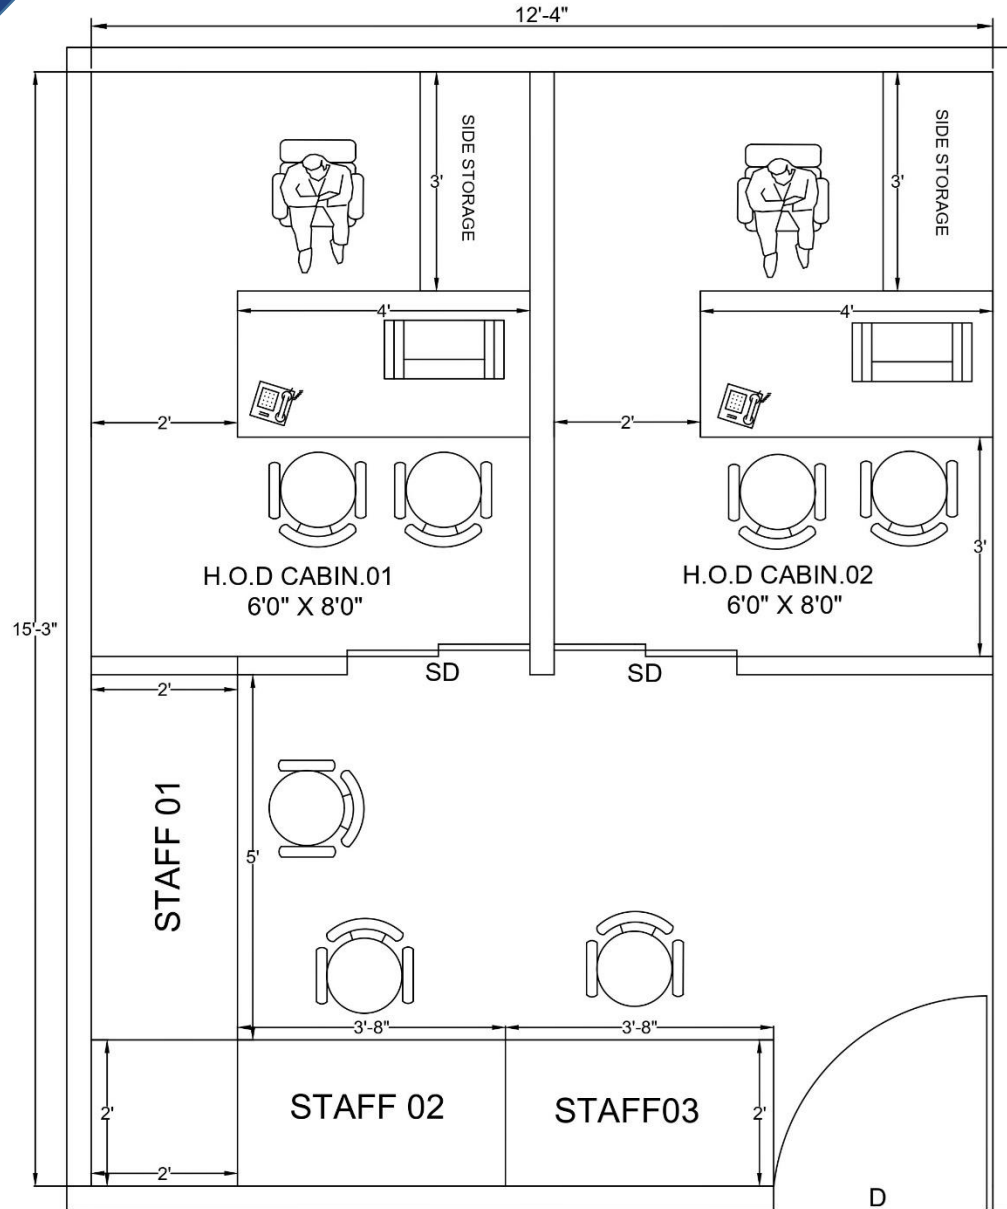 12'-4"
SIDE STORAGE
SIDE STORAGE
3'
3'
4'
4'
2'
2'
H.O.D CABIN.01
6'0" X 8'0"
H.O.D CABIN.02
6'0" X 8'0"
3'
15'-3"
SD
SD
2'
STAFF 01
5'
3'-8"
3'-8"
STAFF 02
STAFF03
2'
2'
2'
D